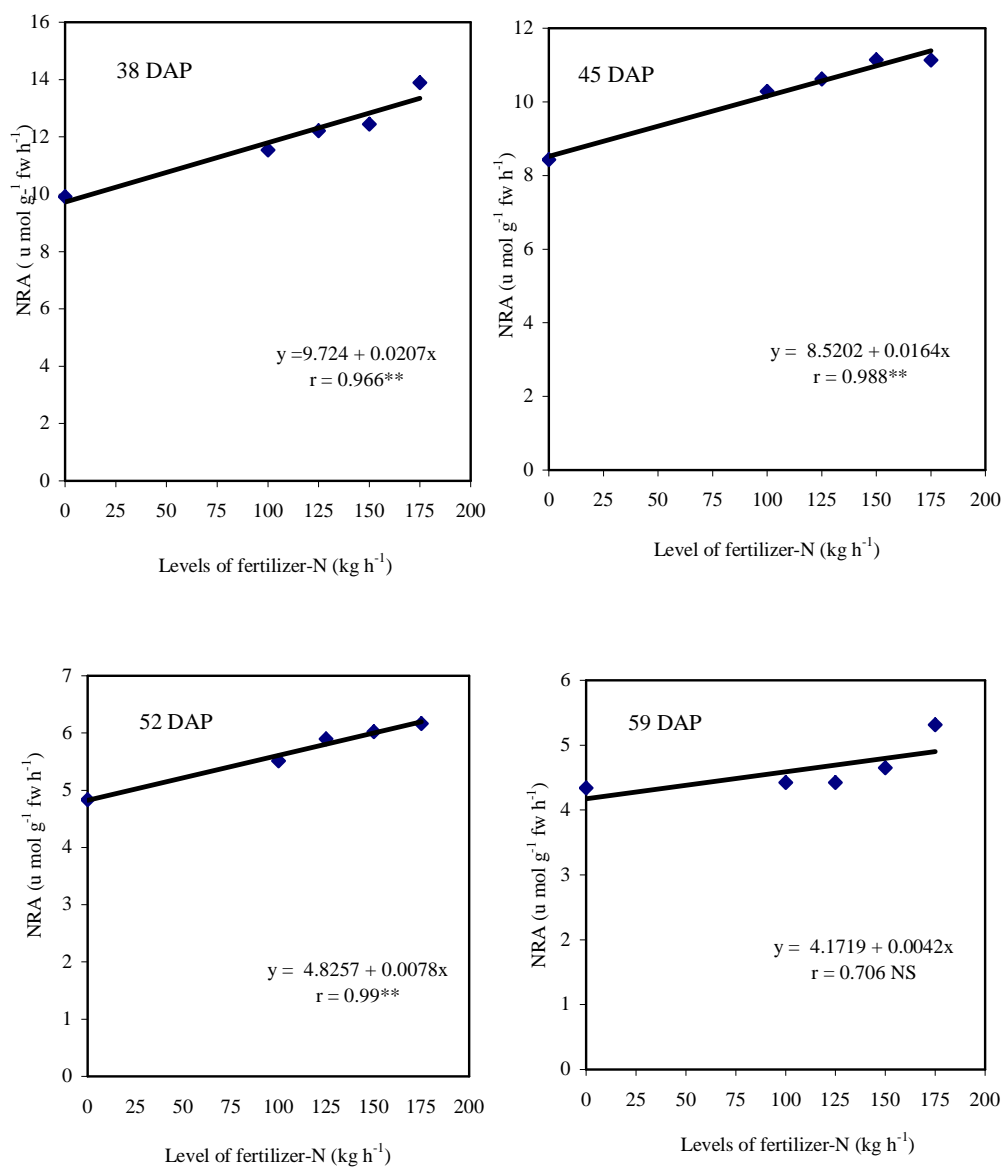 38 DAP
NRA ( u mol g-1 fw h-1)
16
14
12
10
8
6
4
2
0
y =9.724 + 0.0207x
r = 0.966**
0 25 50 75 100 125 150 175 200
Levels of fertilizer-N (kg h-1)
45 DAP
NRA (u mol g-1 fw h-1)
12
10
8
6
4
2
0
y = 8.5202 + 0.0164x
r = 0.988**
0 25 50 75 100 125 150 175 200
Level of fertilizer-N (kg h-1)
52 DAP
NRA (u mol g-1 fw h-1)
7
6
5
4
3
2
1
0
y = 4.8257 + 0.0078x
r = 0.99**
0 25 50 75 100 125 150 175 200
Level of fertilizer-N (kg h-1)
59 DAP
NRA (u mol g-1 fw h-1)
6
5
4
3
2
1
0
y = 4.1719 + 0.0042x
r = 0.706 NS
0 25 50 75 100 125 150 175 200
Levels of fertilizer-N (kg h-1)